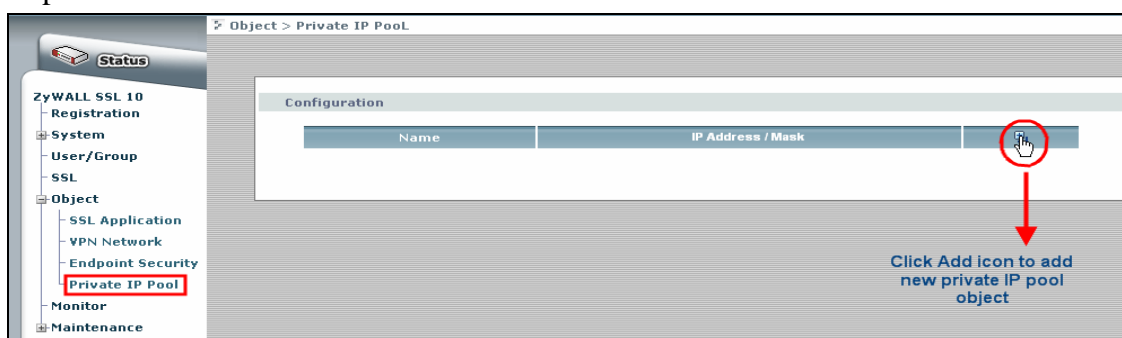 Object > Private IP PooL
Status
ZyWALL SSL 10
Registration
System
User/Group
SSL
Object
SSL Application
VPN Network
Endpoint Security
Private IP Pool
Monitor
Maintenance
Configuration
Name IP Address / Mask
Click Add icon to add
new private IP pool
object